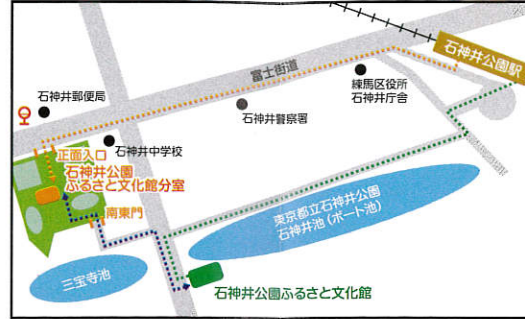 石神井公園駅
富士街道
練馬区役所
石神井庁舎
石神井郵便局
石神井警察署
石神井中学校
正面入口
石神井公園
ふるさと文化館分室
南東門
東京都立石神井公園
石神井池（ボート池）
三宝寺池
石神井公園ふるさと文化館